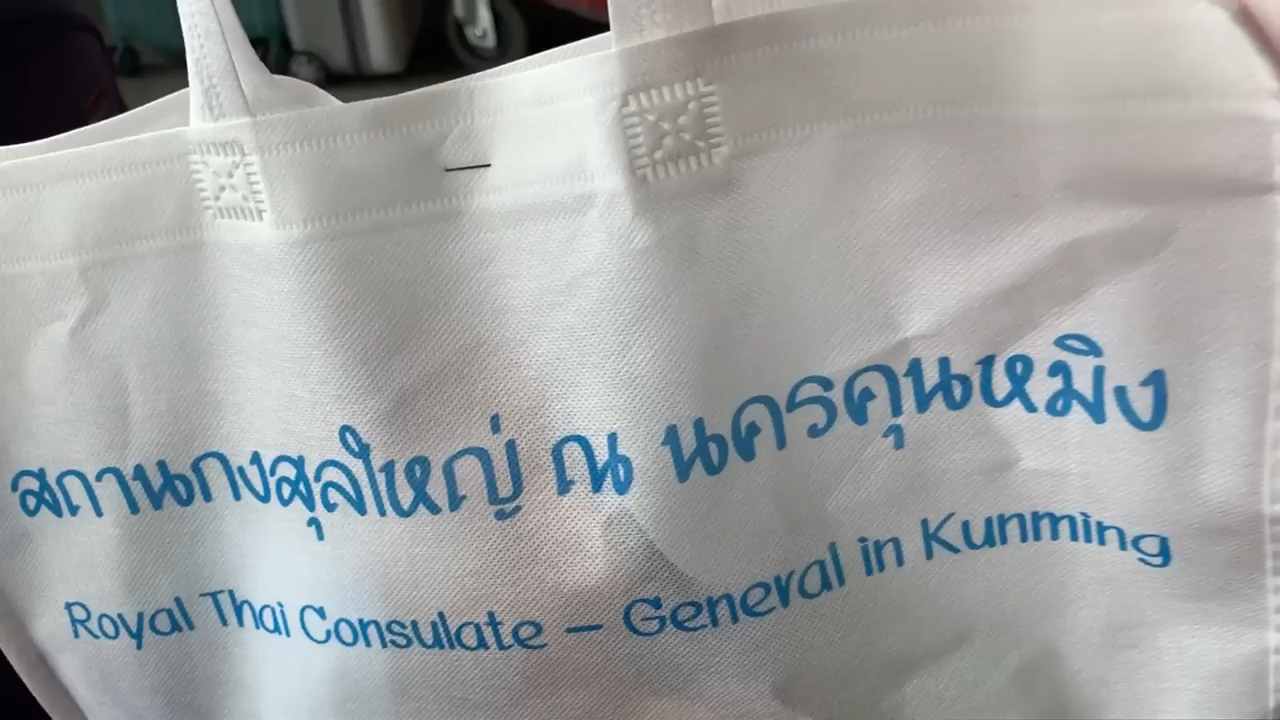 สถานกงสุลใหญ่ ณ นครคุนหมิง
Royal Thai Consulate – General in Kunming